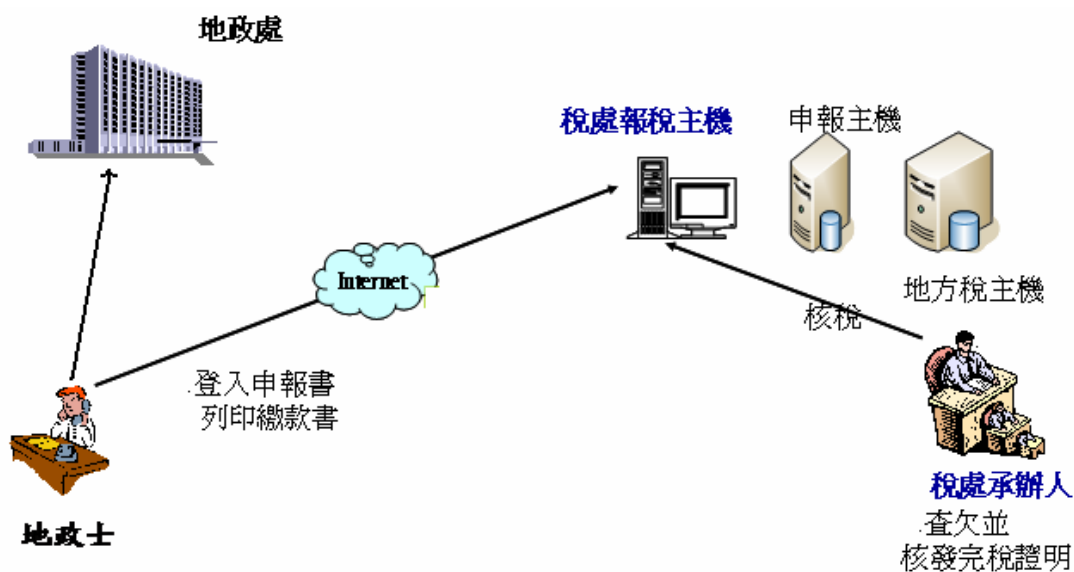 地政處
稅處報稅主機
申報主機
Internet
地方稅主機
核稅
.登入申報書
列印繳款書
地政士
稅處承辦人
.查欠並
核發完稅證明